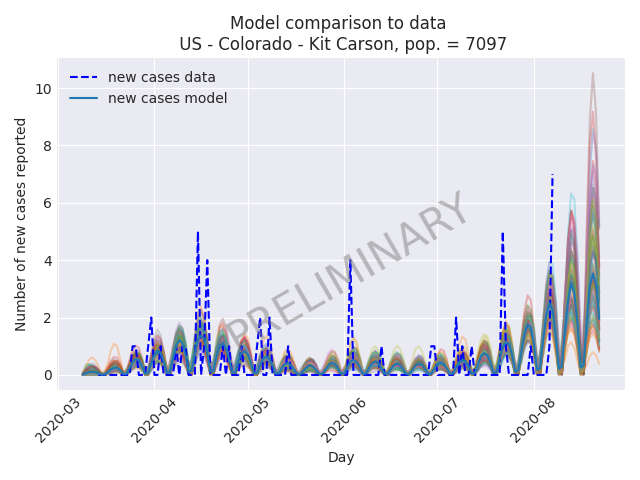 Model comparison to data
US - Colorado - Kit Carson, pop. = 7097
new cases data
new cases model
Number of new cases reported
10
8
6
4
2
0
PRELIMINARY
2020-03
2020-04
2020-05
2020-06
2020-07
2020-08
Day